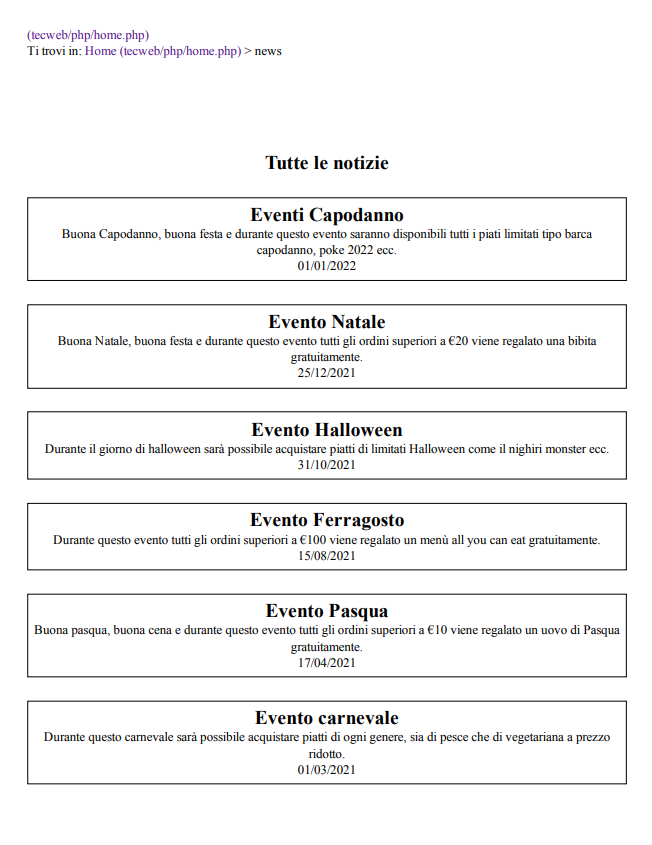 (tecweb/php/home.php)
Ti trovi in: Home (tecweb/php/home.php) > news
Tutte le notizie
Eventi Capodanno
Buona Capodanno, buona festa e durante questo evento saranno disponibili tutti i piati limitati tipo barca
capodanno, poke 2022 ecc.
01/01/2022
Evento Natale
Buona Natale, buona festa e durante questo evento tutti gli ordini superiori a €20 viene regalato una bibita
gratuitamente.
25/12/2021
Evento Halloween
Durante il giorno di halloween sarà possibile acquistare piatti di limitati Halloween come il nighiri monster ecc.
31/10/2021
Evento Ferragosto
Durante questo evento tutti gli ordini superiori a €100 viene regalato un menù all you can eat gratuitamente.
15/08/2021
Evento Pasqua
Buona pasqua, buona cena e durante questo evento tutti gli ordini superiori a €10 viene regalato un uovo di Pasqua
gratuitamente.
17/04/2021
Evento carnevale
Durante questo carnevale sarà possibile acquistare piatti di ogni genere, sia di pesce che di vegetariana a prezzo
ridotto.
01/03/2021